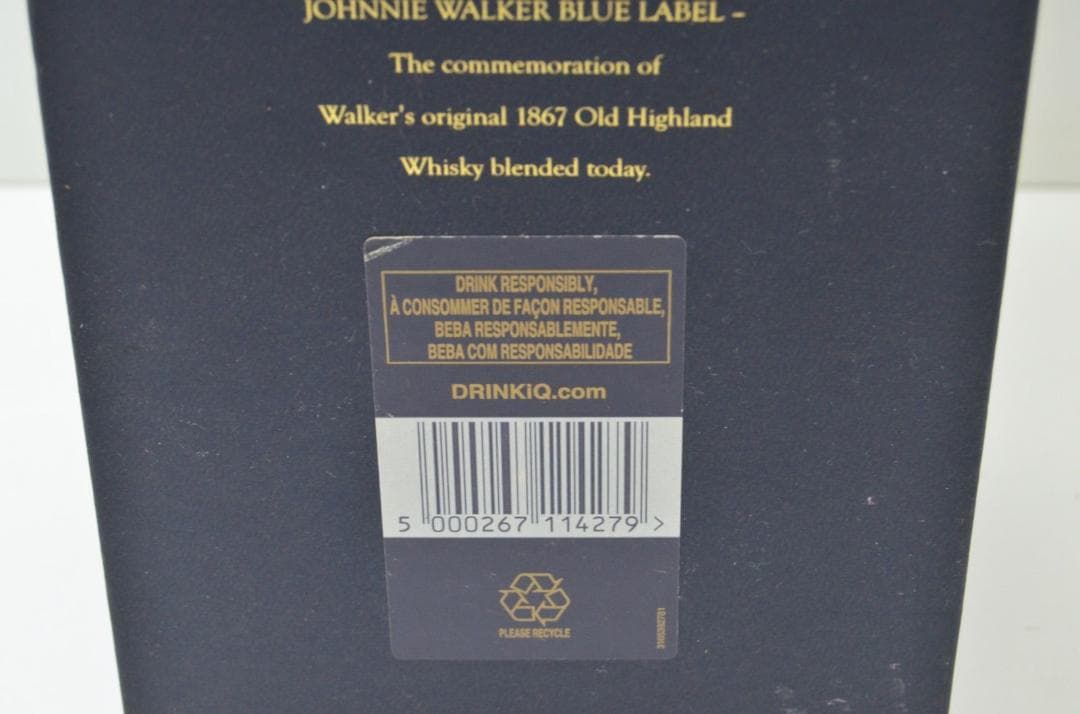 JOHNNIE WALKER BLUE LABEL –
The commemoration of
Walker's original 1867 Old Highland
Whisky blended today.
DRINK RESPONSIBLY,
À CONSOMMER DE FAÇON RESPONSABLE,
BEBA RESPONSABLEMENTE,
BEBA COM RESPONSABILIDADE
DRINKiQ.com
5 000267 114279 >
PLEASE RECYCLE